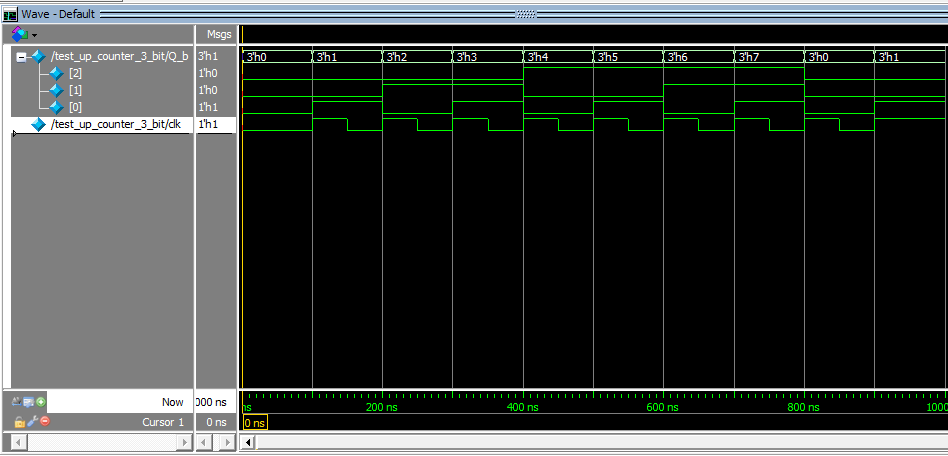 Wave - Default
Msgs
/test_up_counter_3_bit/Q_b 3'h1 3'h0 3'h1 3'h2 3'h3 3'h4 3'h5 3'h6 3'h7 3'h0 3'h1
[2] 1'h0
[1] 1'h0
[0] 1'h1
/test_up_counter_3_bit/clk 1'h1
Now 000 ns ns 200 ns 400 ns 600 ns 800 ns 1000
Cursor 1 0 ns 0 ns